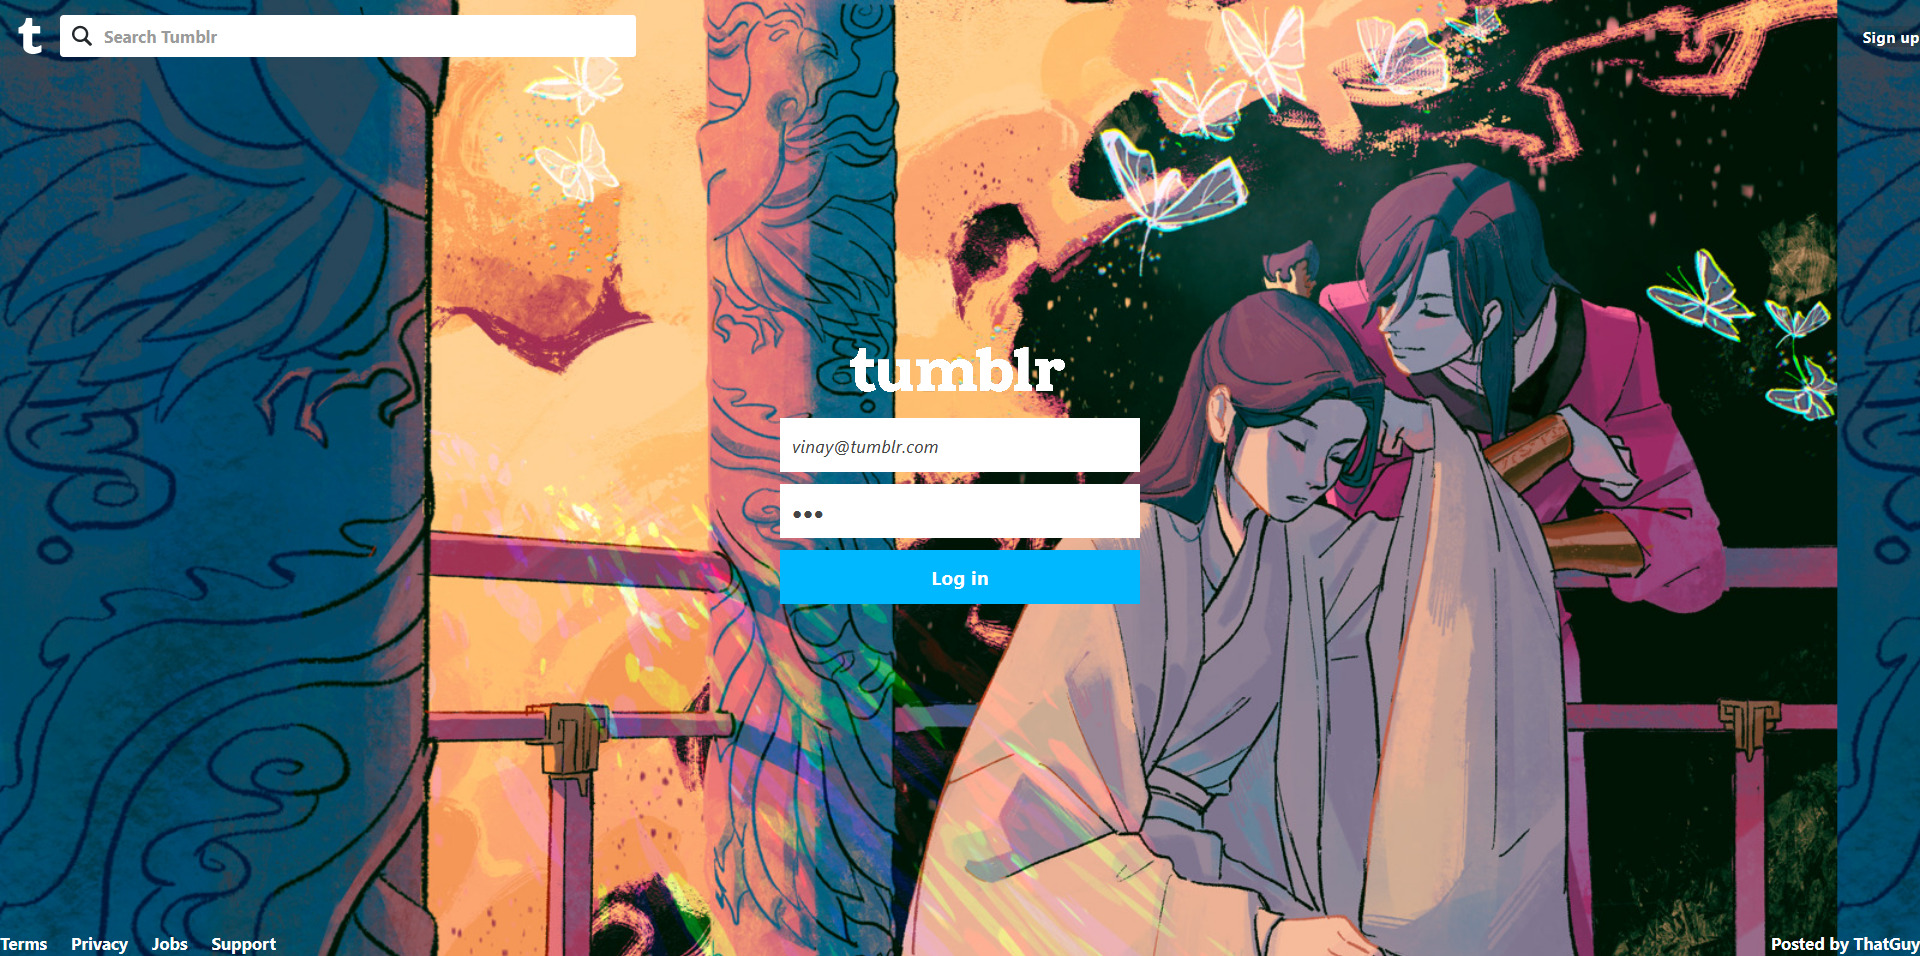 t
Search Tumblr
Sign up
tumblr
vinay@tumblr.com
•••
Log in
Terms Privacy Jobs Support
Posted by ThatGuy